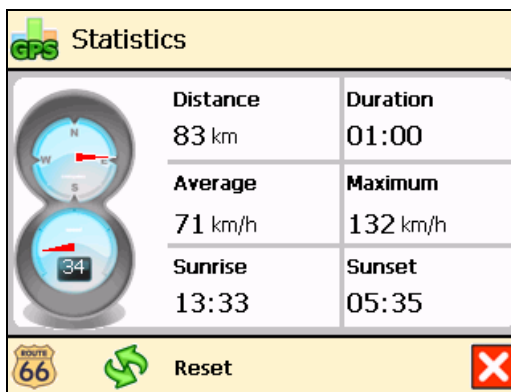 GPS Statistics
Distance
83 km
Duration
01:00
Average
71 km/h
Maximum
132 km/h
Sunrise
13:33
Sunset
05:35
N
W
E
S
34
ROUTE
66
Reset